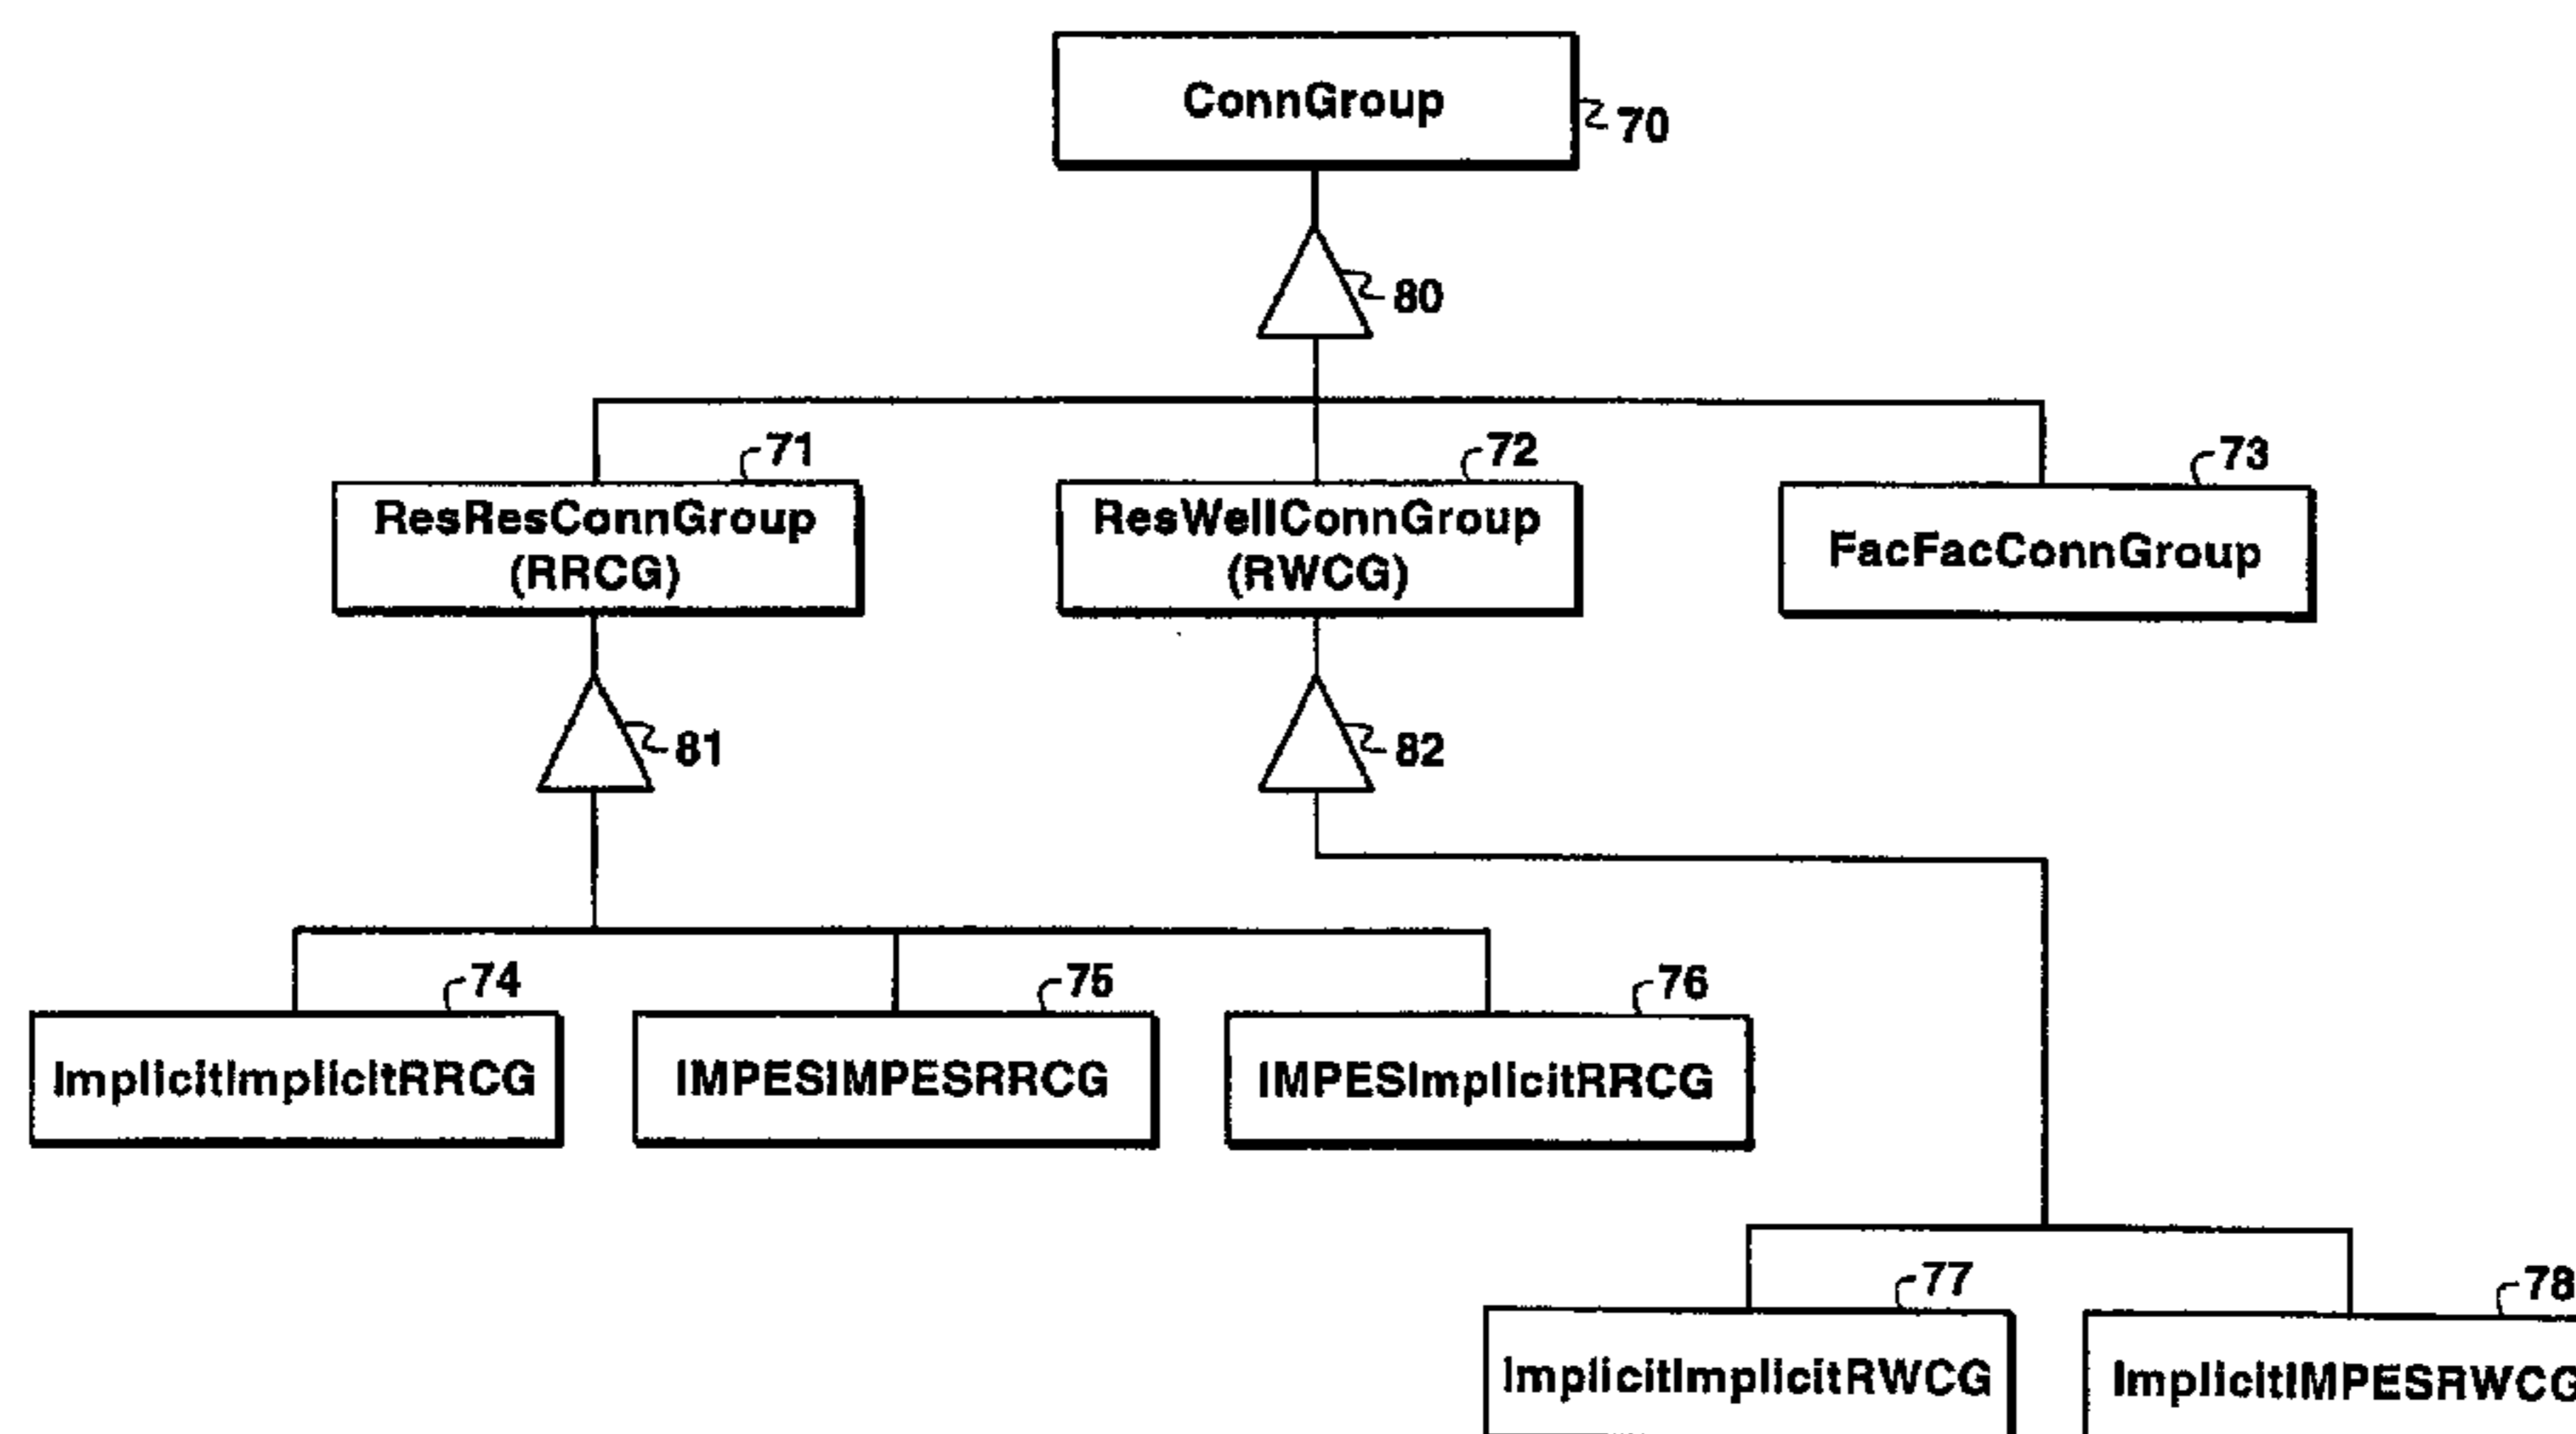 ConnGroup
70
80
71
72
73
ResResConnGroup
(RRCG)
ResWellConnGroup
(RWCG)
FacFacConnGroup
81
82
74
75
76
ImplicitImplicitRRCG
IMPESIMPESRRCG
IMPESImplicitRRCG
77
78
ImplicitImplicitRWCG
ImplicitIMPESRWCG